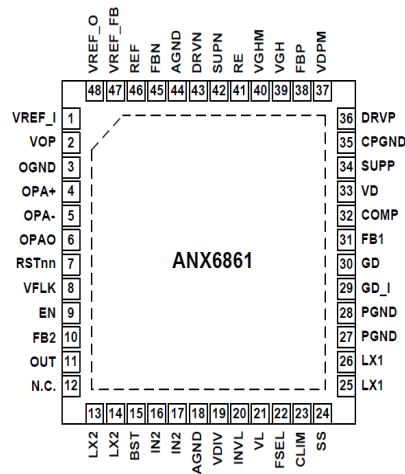 VREF_O
VREF_FB
REF
FBN
AGND
DRVN
SUPN
RE
VGHM
VGH
FBP
VDPM
48 47 46 45 44 43 42 41 40 39 38 37
VREF_I 1
VOP 2
OGND 3
OPA+ 4
OPA- 5
OPAO 6
RSTnn 7
VFLK 8
EN 9
FB2 10
OUT 11
N.C. 12
ANX6861
36 DRVP
35 CPGND
34 SUPP
33 VD
32 COMP
31 FB1
30 GD
29 GD_I
28 PGND
27 PGND
26 LX1
25 LX1
13 14 15 16 17 18 19 20 21 22 23 24
LX2
LX2
BST
IN2
IN2
AGND
VDIV
INVL
VL
FSEL
CLIM
SS